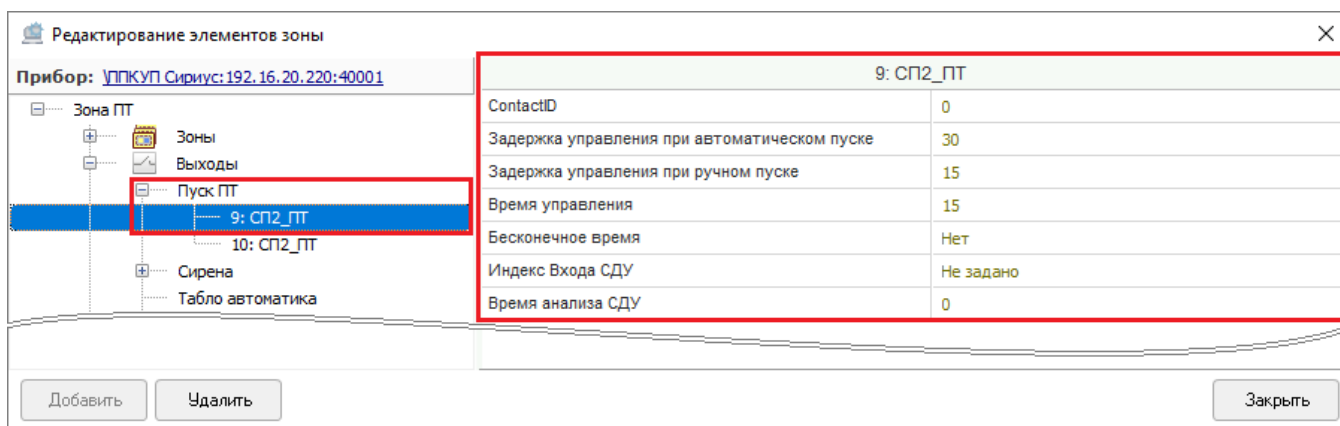 Редактирование элементов зоны
Прибор: \ППКУП Сириус:192.16.20.220:40001
Зона ПТ
Зоны
Выходы
Пуск ПТ
9: СП2_ПТ
10: СП2_ПТ
Сирена
Табло автоматика
9: СП2_ПТ
ContactID 0
Задержка управления при автоматическом пуске 30
Задержка управления при ручном пуске 15
Время управления 15
Бесконечное время Нет
Индекс Входа СДУ Не задано
Время анализа СДУ 0
Добавить Удалить Закрыть